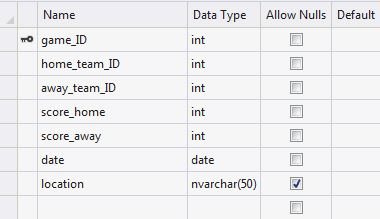 Name Data Type Allow Nulls Default
game_ID int
home_team_ID int
away_team_ID int
score_home int
score_away int
date date
location nvarchar(50)